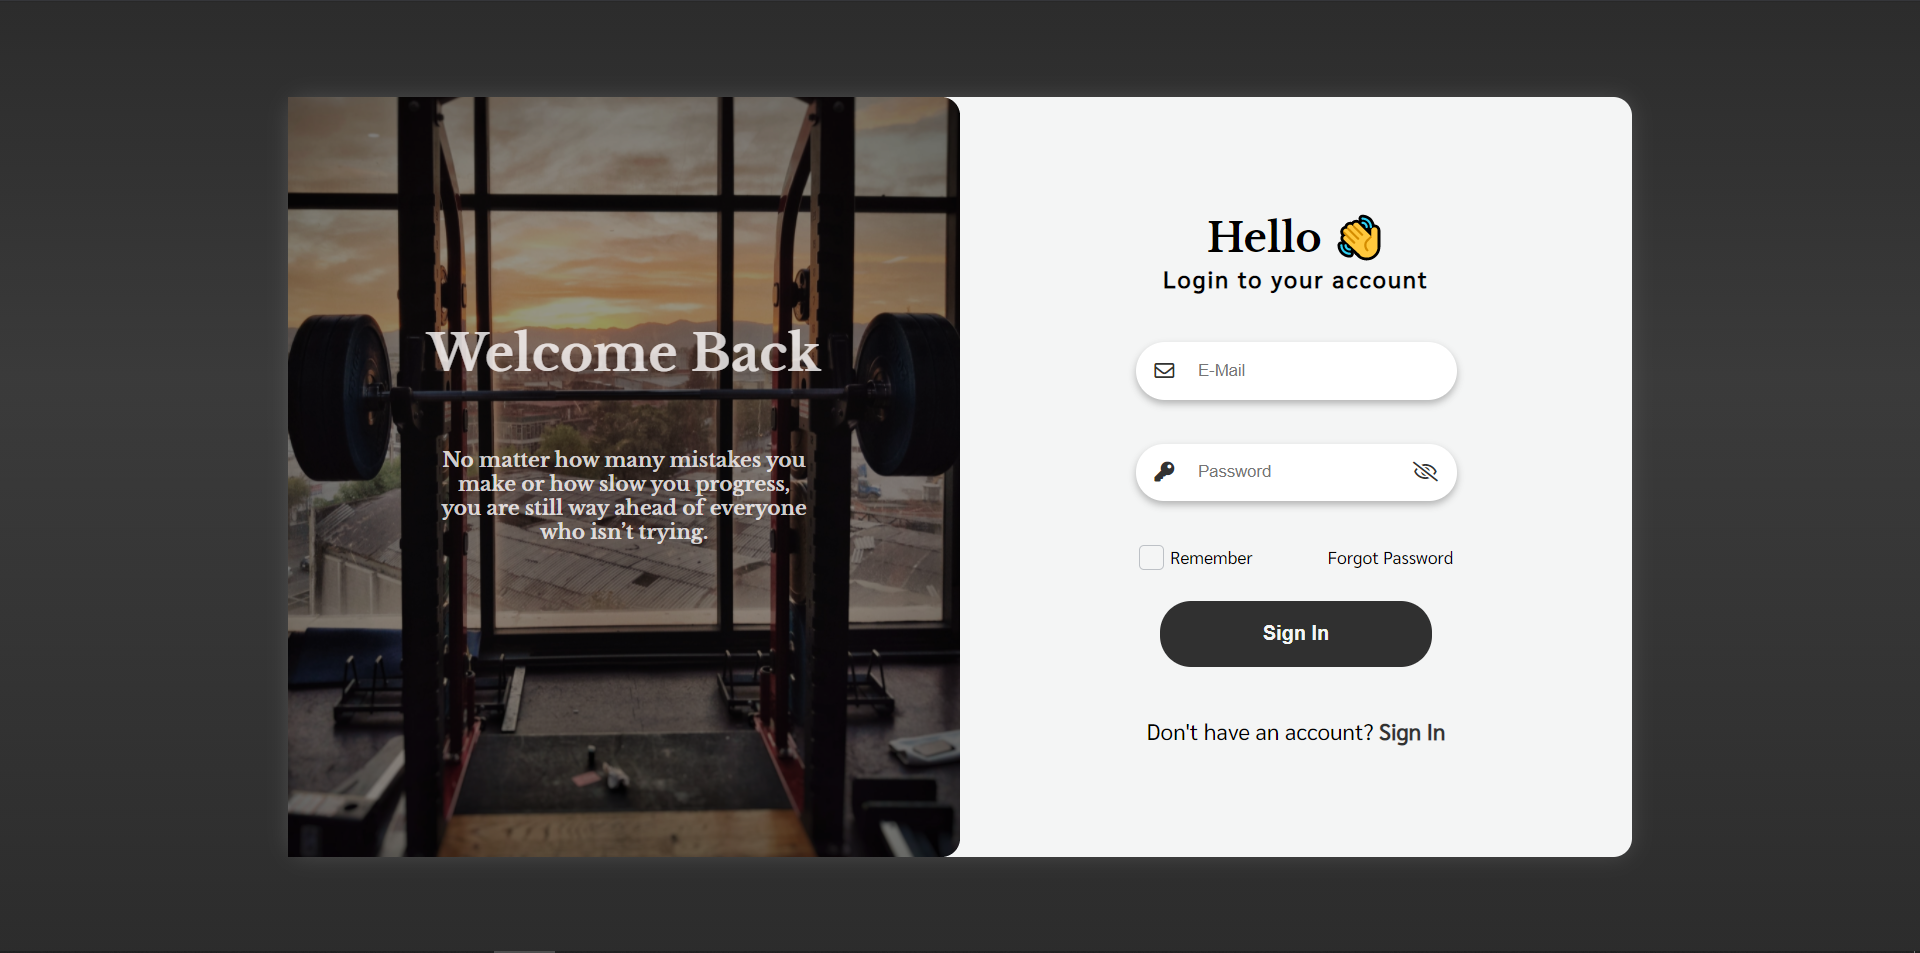 Welcome Back
No matter how many mistakes you
make or how slow you progress,
you are still way ahead of everyone
who isn’t trying.
Hello 👋
Login to your account
E-Mail
Password
Remember
Forgot Password
Sign In
Don't have an account? Sign In